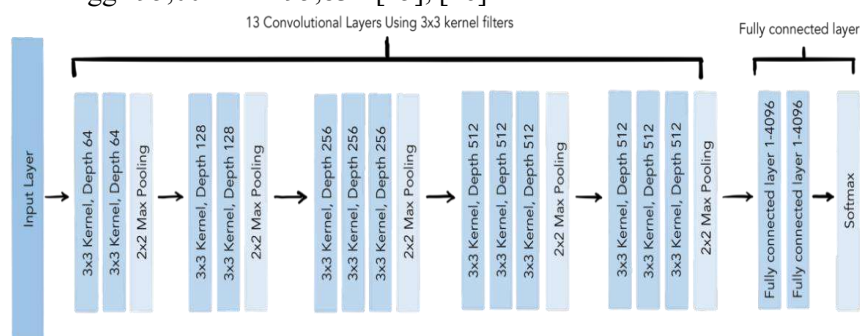 13 Convolutional Layers Using 3x3 kernel filters
Fully connected layer
Input Layer
3x3 Kernel, Depth 64
3x3 Kernel, Depth 64
2x2 Max Pooling
3x3 Kernel, Depth 128
3x3 Kernel, Depth 128
2x2 Max Pooling
3x3 Kernel, Depth 256
3x3 Kernel, Depth 256
3x3 Kernel, Depth 256
2x2 Max Pooling
3x3 Kernel, Depth 512
3x3 Kernel, Depth 512
3x3 Kernel, Depth 512
2x2 Max Pooling
3x3 Kernel, Depth 512
3x3 Kernel, Depth 512
3x3 Kernel, Depth 512
2x2 Max Pooling
Fully connected layer 1-4096
Fully connected layer 1-4096
Softmax